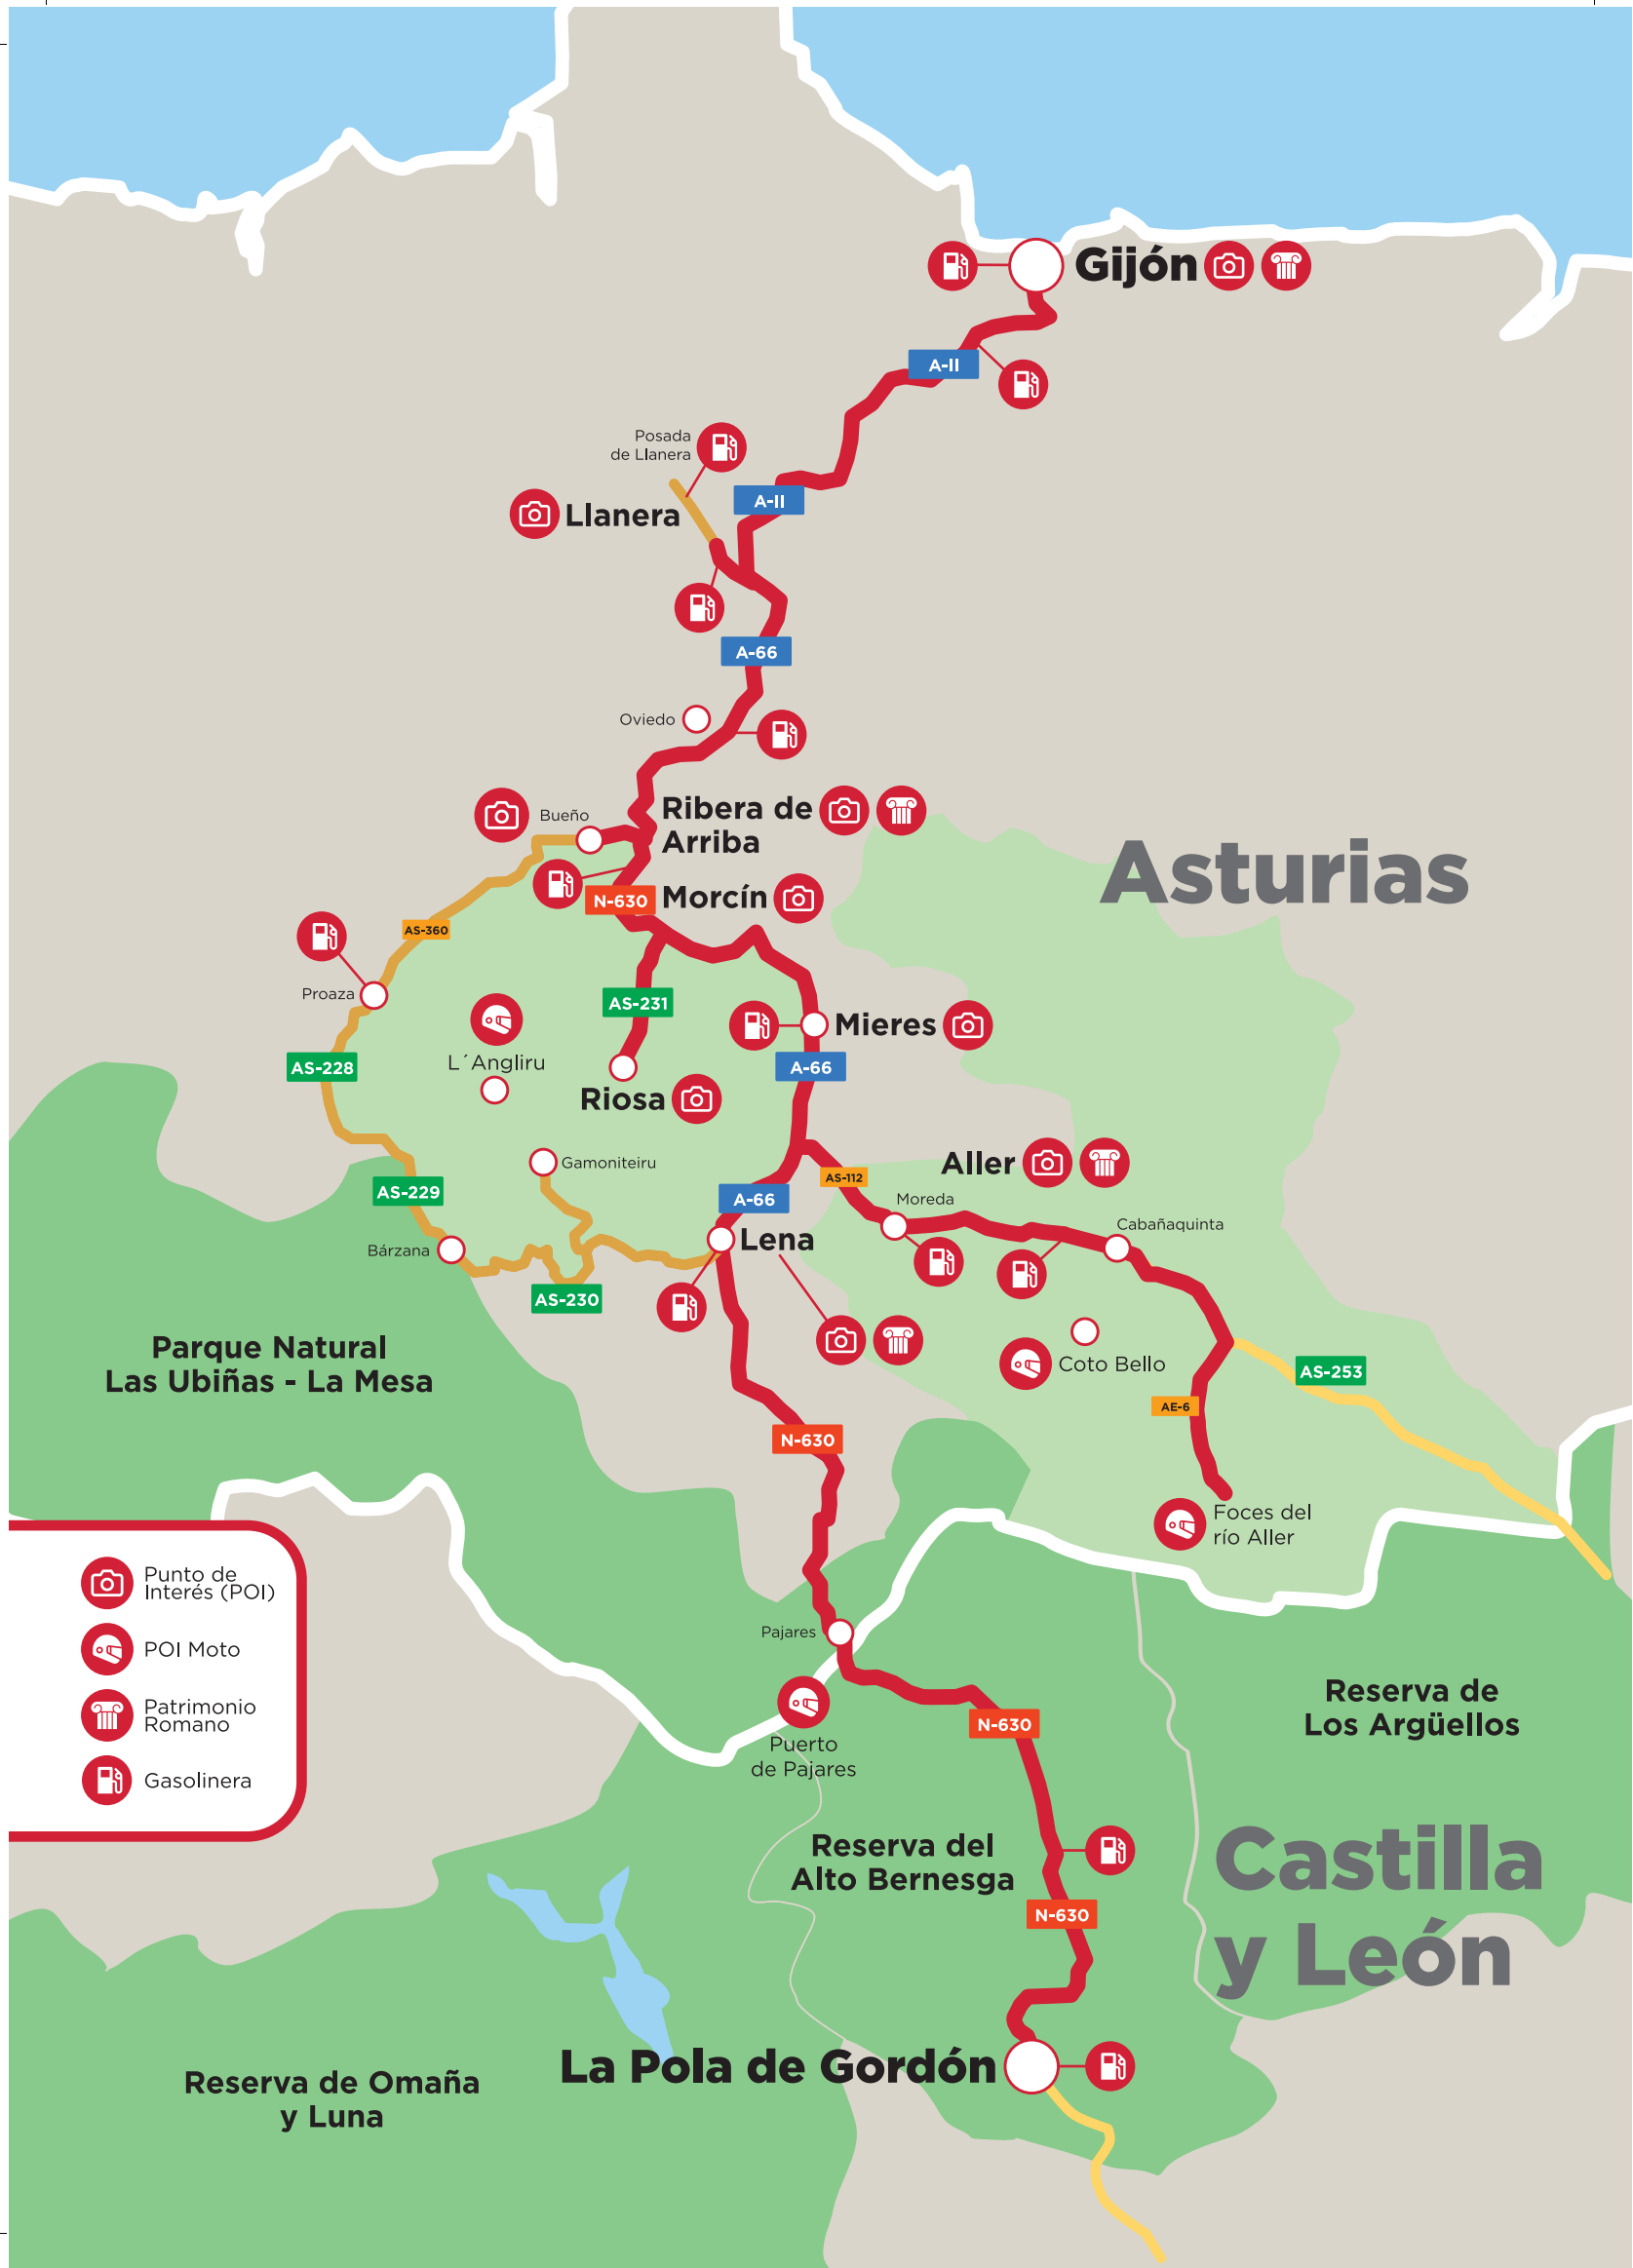 Gijón
A-II
Posada
de Llanera
A-II
Llanera
A-66
Oviedo
Ribera de
Arriba
Bueño
Asturias
N-630
Morcín
AS-360
Proaza
AS-231
Mieres
L´Angliru
AS-228
A-66
Riosa
Aller
Gamoniteiru
AS-112
AS-229
A-66
Moreda
Cabañaquinta
Lena
Bárzana
AS-230
Parque Natural
Las Ubiñas - La Mesa
Coto Bello
AS-253
AE-6
N-630
Foces del
río Aller
Punto de
Interés (POI)
POI Moto
Patrimonio
Romano
Gasolinera
Pajares
Puerto
de Pajares
N-630
Reserva de
Los Argüellos
Reserva del
Alto Bernesga
Castilla
y León
N-630
La Pola de Gordón
Reserva de Omaña
y Luna